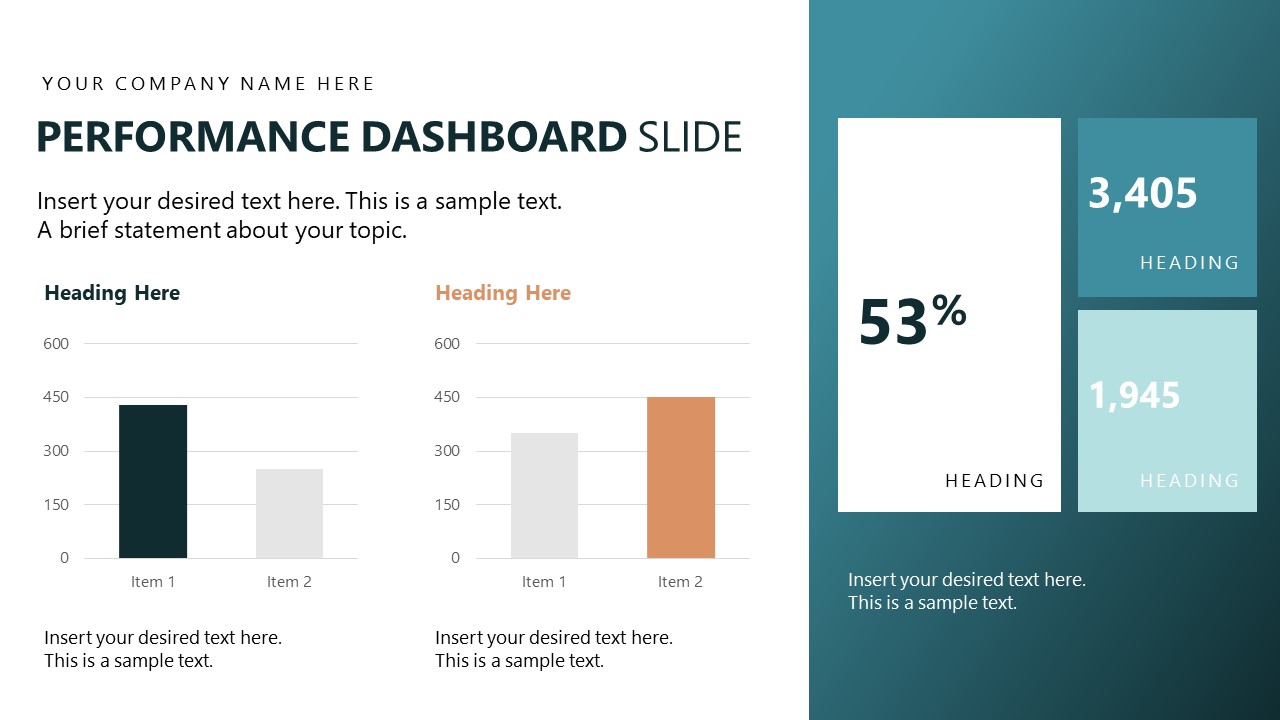 YOUR COMPANY NAME HERE
PERFORMANCE DASHBOARD SLIDE
Insert your desired text here. This is a sample text.
A brief statement about your topic.
Heading Here
600
450
300
150
0
Item 1 Item 2
Insert your desired text here.
This is a sample text.
Heading Here
600
450
300
150
0
Item 1 Item 2
Insert your desired text here.
This is a sample text.
53%
HEADING
3,405
HEADING
1,945
HEADING
Insert your desired text here.
This is a sample text.